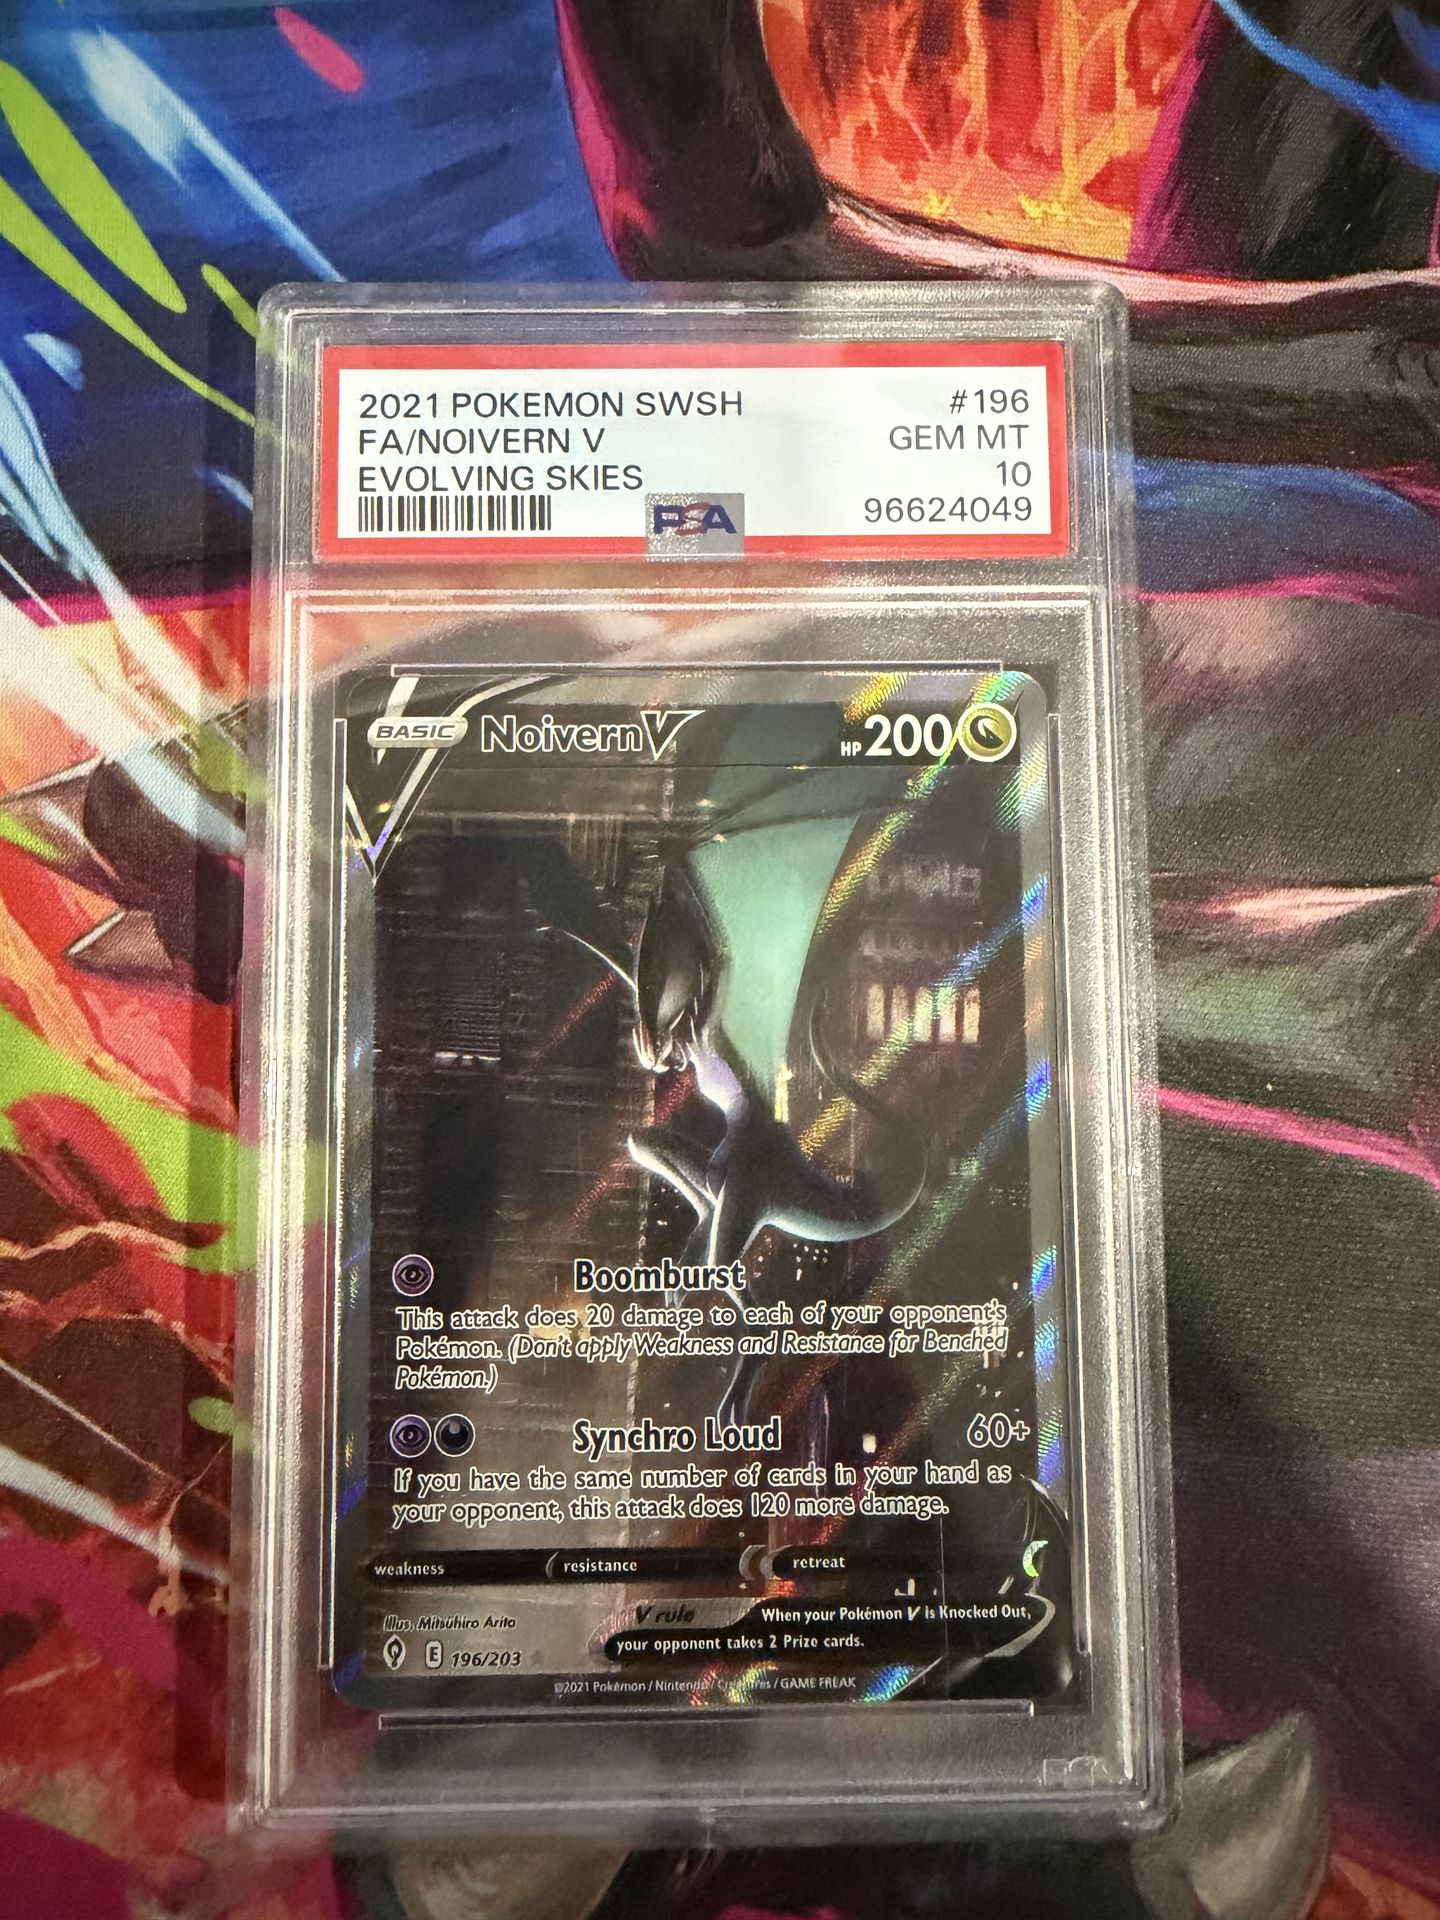 2021 POKEMON SWSH #196
FA/NOIVERN V GEM MT
EVOLVING SKIES 10
PSA 96624049
BASIC NoivernV HP 200
Boomburst
This attack does 20 damage to each of your opponent's
Pokémon. (Don't apply Weakness and Resistance for Benched
Pokémon.)
Synchro Loud 60+
If you have the same number of cards in your hand as
your opponent, this attack does 120 more damage.
weakness resistance retreat
Illus. Mitsuhiro Arita
V rule When your Pokémon V is Knocked Out,
your opponent takes 2 Prize cards.
E 196/203
©2021 Pokémon / Nintendo / Creatures / GAME FREAK